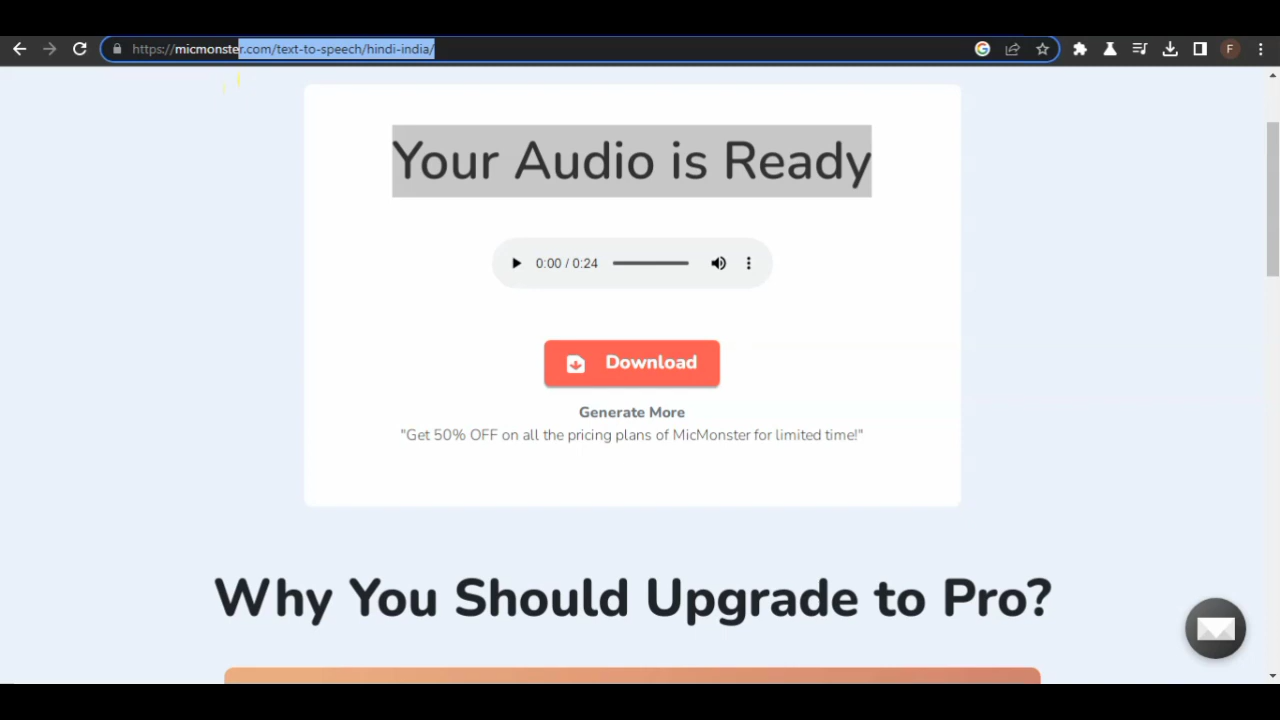 https://micmonster.com/text-to-speech/hindi-india/
F
Your Audio is Ready
0:00 / 0:24
Download
Generate More
"Get 50% OFF on all the pricing plans of MicMonster for limited time!"
Why You Should Upgrade to Pro?